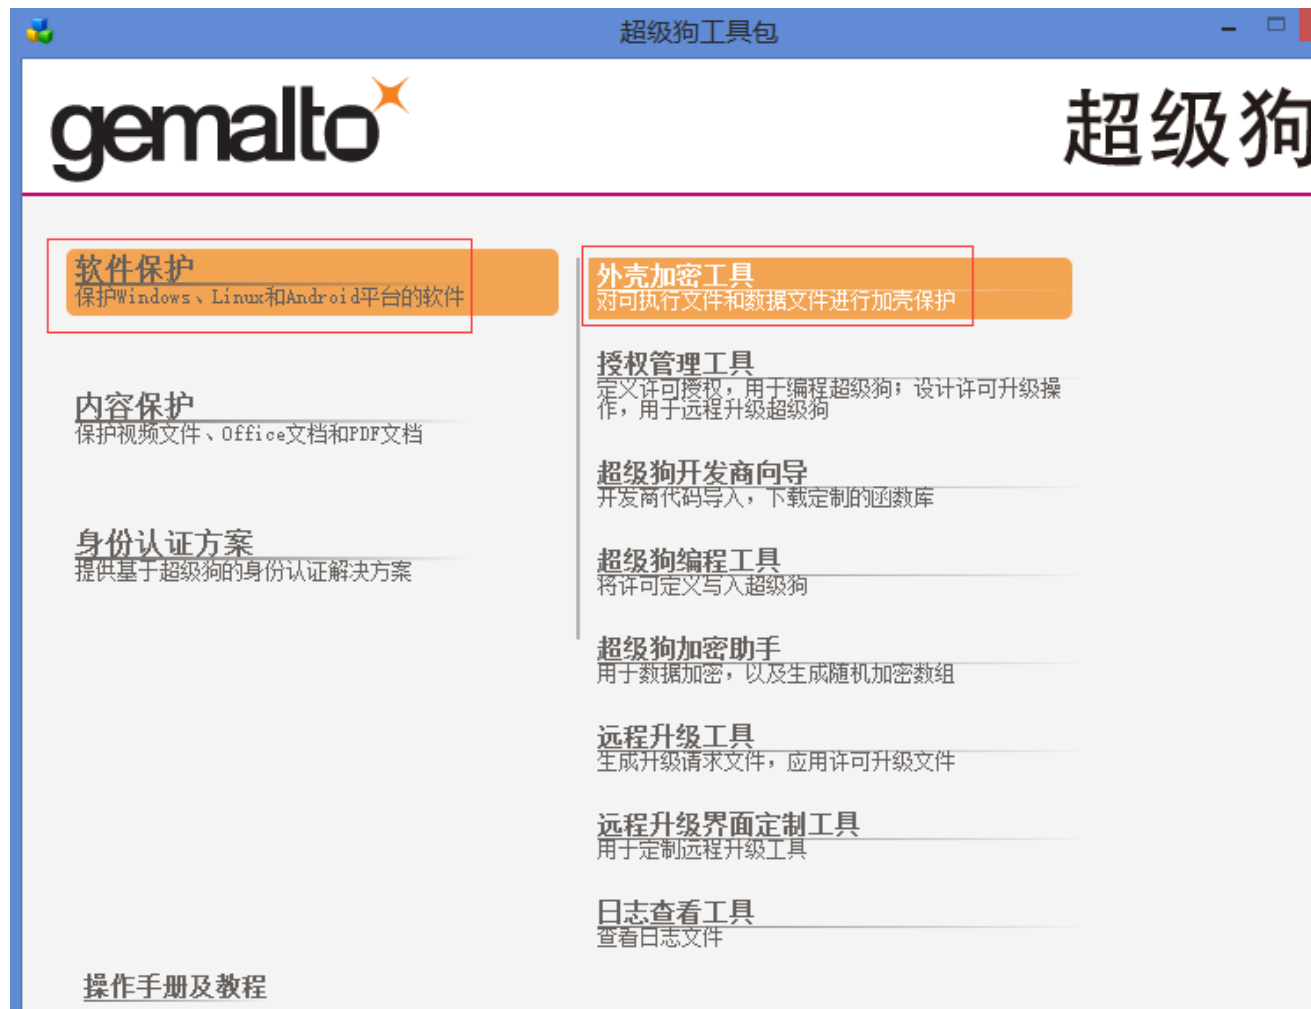 超级狗工具包
gemalto
超级狗
软件保护
保护Windows、Linux和Android平台的软件
内容保护
保护视频文件、Office文档和PDF文档
身份认证方案
提供基于超级狗的身份认证解决方案
外壳加密工具
对可执行文件和数据文件进行加壳保护
授权管理工具
定义许可授权，用于编程超级狗；设计许可升级操
作，用于远程升级超级狗
超级狗开发商向导
开发商代码导入，下载定制的函数库
超级狗编程工具
将许可定义写入超级狗
超级狗加密助手
用于数据加密，以及生成随机加密数组
远程升级工具
生成升级请求文件，应用许可升级文件
远程升级界面定制工具
用于定制远程升级工具
日志查看工具
查看日志文件
操作手册及教程